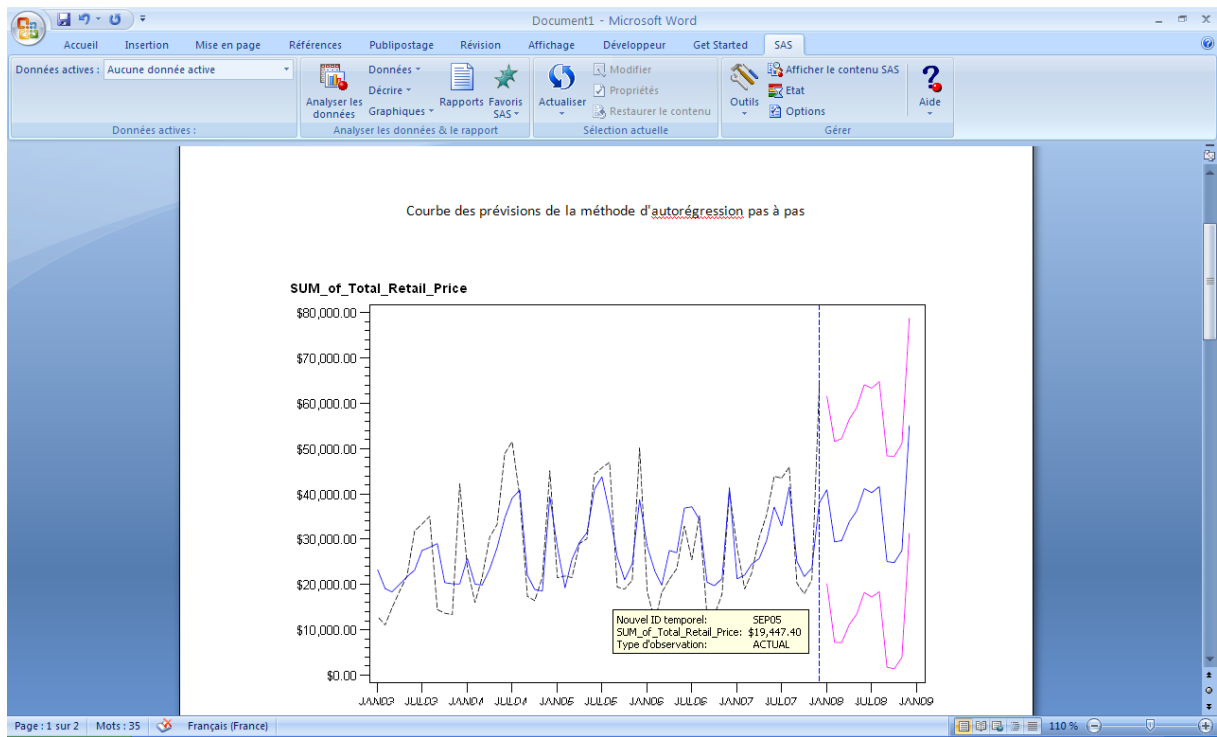 Document1 - Microsoft Word
Accueil Insertion Mise en page Références Publipostage Révision Affichage Développeur Get Started SAS
Données actives : Aucune donnée active
Analyser les données
Données
Décrire
Graphiques
Rapports
Favoris SAS
Actualiser
Modifier
Propriétés
Restaurer le contenu
Outils
Afficher le contenu SAS
Etat
Options
Aide
Données actives :
Analyser les données & le rapport
Sélection actuelle
Gérer
Courbe des prévisions de la méthode d'autorégression pas à pas
SUM_of_Total_Retail_Price
$80,000.00
$70,000.00
$60,000.00
$50,000.00
$40,000.00
$30,000.00
$20,000.00
$10,000.00
$0.00
Nouvel ID temporel: SEP05
SUM_of_Total_Retail_Price: $19,447.40
Type d'observation: ACTUAL
JAN03 JUL03 JAN04 JUL04 JAN05 JUL05 JAN06 JUL06 JAN07 JUL07 JAN08 JUL08 JAN09
Page : 1 sur 2 Mots : 35 Français (France) 110 %